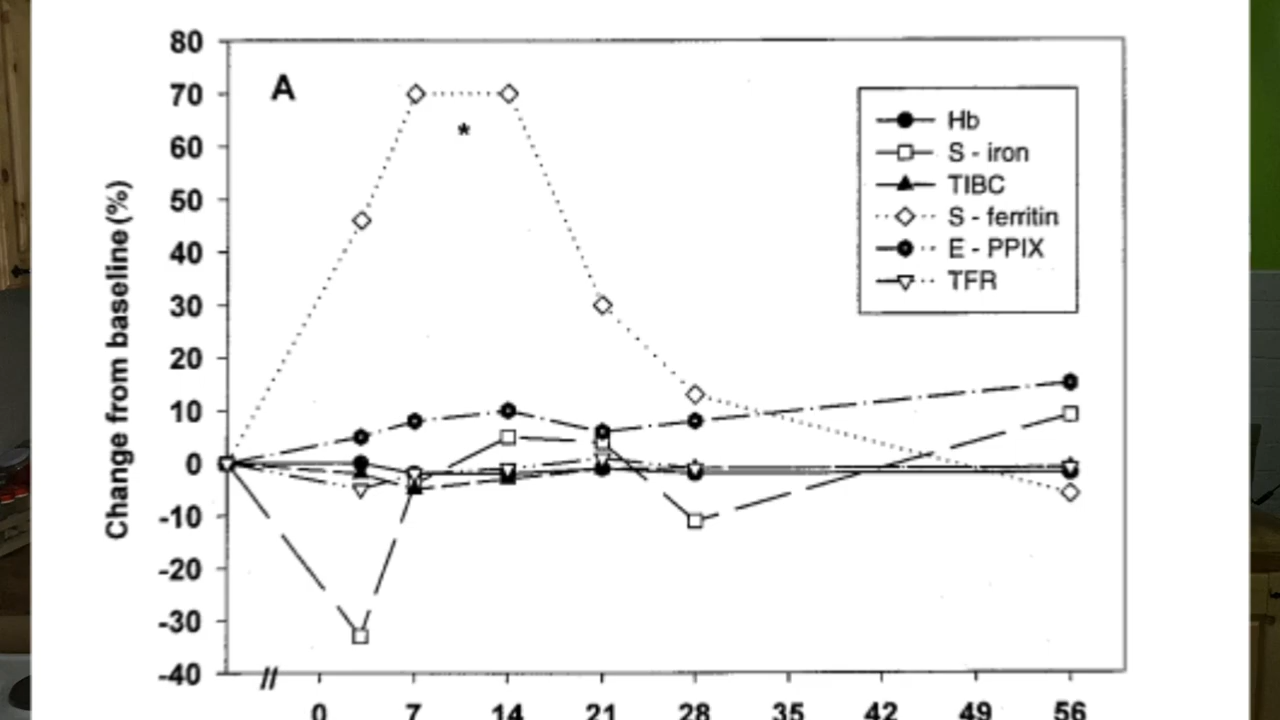 A
Change from baseline (%)
80
70
60
50
40
30
20
10
0
-10
-20
-30
-40
*
Hb
S - iron
TIBC
S - ferritin
E - PPIX
TFR
0 7 14 21 28 35 42 49 56